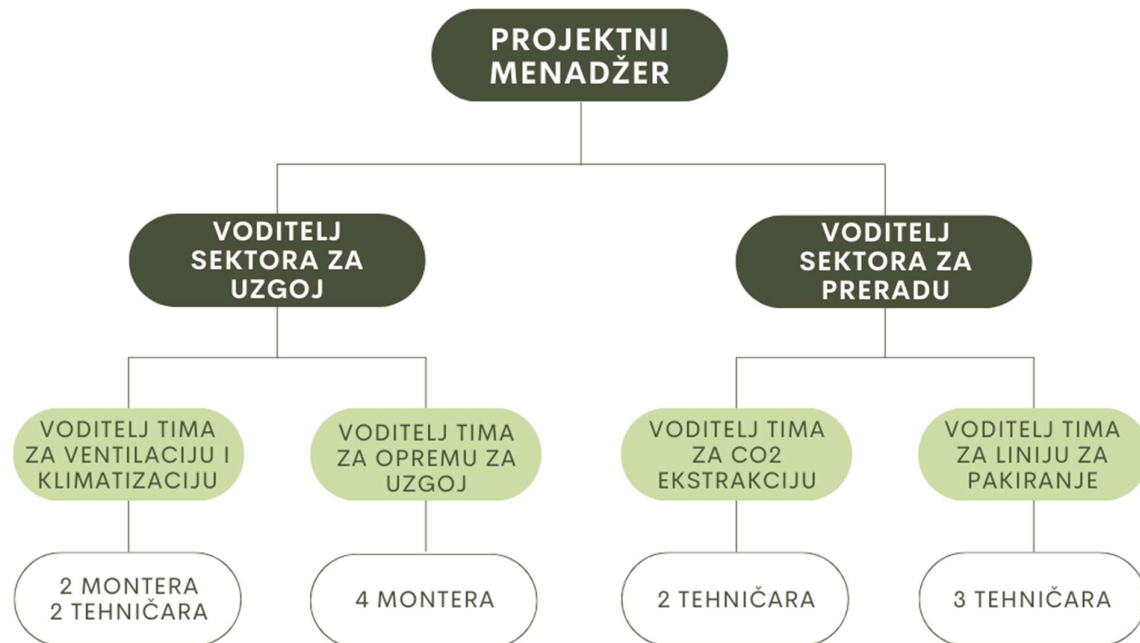 PROJEKTNI
MENADŽER
VODITELJ
SEKTORA ZA
UZGOJ
VODITELJ
SEKTORA ZA
PRERADU
VODITELJ TIMA
ZA VENTILACIJU I
KLIMATIZACIJU
VODITELJ TIMA
ZA OPREMU ZA
UZGOJ
VODITELJ TIMA
ZA CO2
EKSTRAKCIJU
VODITELJ TIMA
ZA LINIJU ZA
PAKIRANJE
2 MONTERA
2 TEHNIČARA
4 MONTERA
2 TEHNIČARA
3 TEHNIČARA